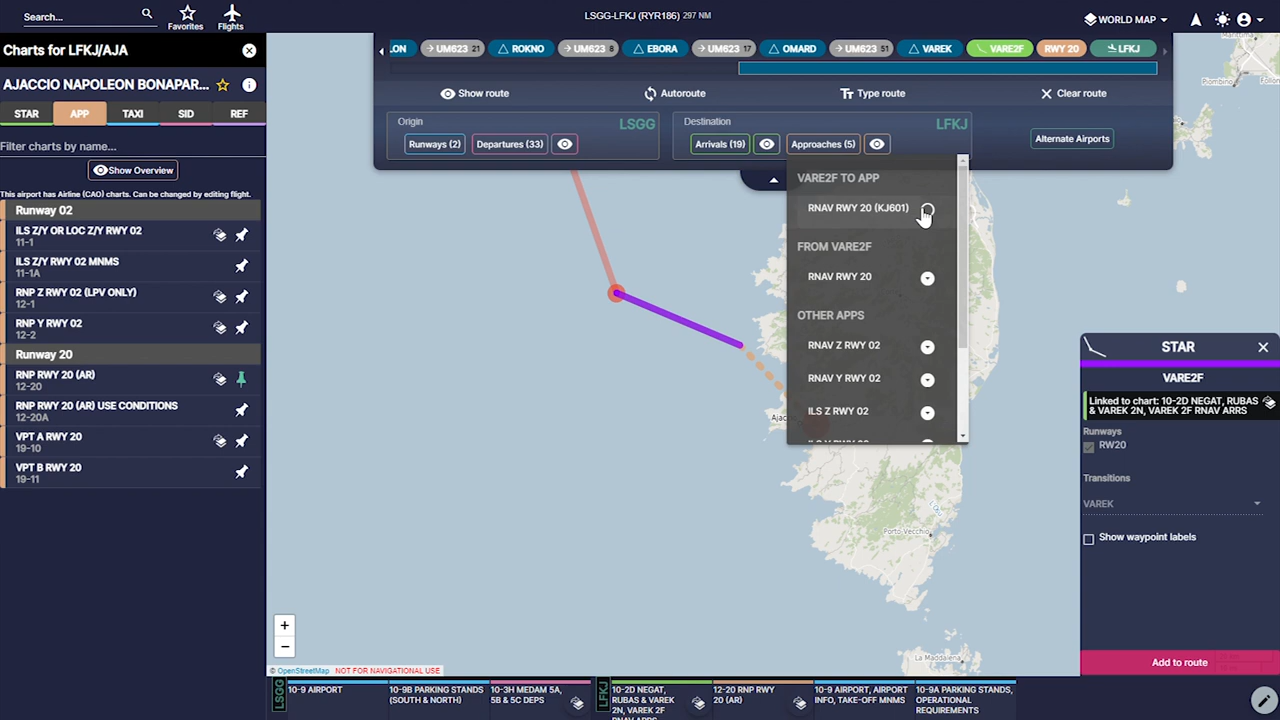 Search...
Favorites
Flights
LSGG-LFKJ (RYR186) 297 NM
WORLD MAP
Charts for LFKJ/AJA
AJACCIO NAPOLEON BONAPAR...
STAR
APP
TAXI
SID
REF
Filter charts by name...
Show Overview
This airport has Airline (CAO) charts. Can be changed by editing flight.
Runway 02
ILS Z/Y OR LOC Z/Y RWY 02
11-1
ILS Z/Y RWY 02 MNMS
11-1A
RNP Z RWY 02 (LPV ONLY)
12-1
RNP Y RWY 02
12-2
Runway 20
RNP RWY 20 (AR)
12-20
RNP RWY 20 (AR) USE CONDITIONS
12-20A
VPT A RWY 20
19-10
VPT B RWY 20
19-11
LON
UM623 21
ROKNO
UM623 8
EBORA
UM623 17
OMARD
UM623 51
VAREK
VARE2F
RWY 20
LFKJ
Show route
Autoroute
Type route
Clear route
Origin
LSGG
Runways (2)
Departures (33)
Destination
LFKJ
Arrivals (19)
Approaches (5)
Alternate Airports
VARE2F TO APP
RNAV RWY 20 (KJ601)
FROM VARE2F
RNAV RWY 20
OTHER APPS
RNAV Z RWY 02
RNAV Y RWY 02
ILS Z RWY 02
Piombino
Porto-Vecchio
La Maddalena
STAR
VARE2F
Linked to chart: 10-2D NEGAT, RUBAS
& VAREK 2N, VAREK 2F RNAV ARRS
Runways
RW20
Transitions
VAREK
Show waypoint labels
Add to route
+
−
© OpenStreetMap NOT FOR NAVIGATIONAL USE
LSGG
10-9 AIRPORT
10-9B PARKING STANDS
(SOUTH & NORTH)
10-3H MEDAM 5A,
5B & 5C DEPS
LFKJ
10-2D NEGAT,
RUBAS & VAREK
2N, VAREK 2F
RNAV ARRS
12-20 RNP RWY
20 (AR)
10-9 AIRPORT, AIRPORT
INFO, TAKE-OFF MNMS
10-9A PARKING STANDS,
OPERATIONAL
REQUIREMENTS